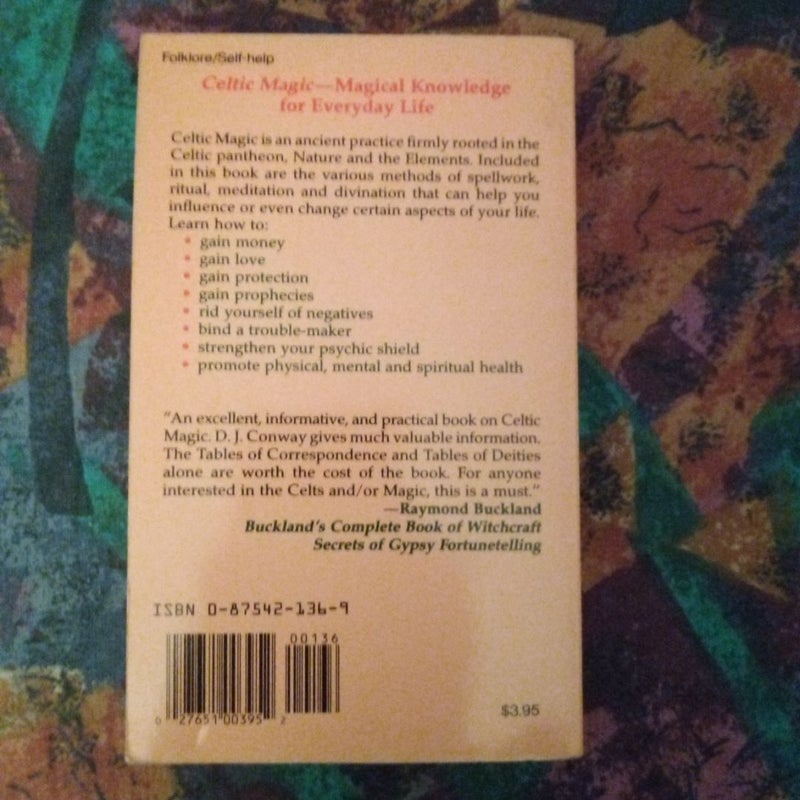 Folklore/Self-help
Celtic Magic—Magical Knowledge
for Everyday Life
Celtic Magic is an ancient practice firmly rooted in the
Celtic pantheon, Nature and the Elements. Included
in this book are the various methods of spellwork,
ritual, meditation and divination that can help you
influence or even change certain aspects of your life.
Learn how to:
• gain money
• gain love
• gain protection
• gain prophecies
• rid yourself of negatives
• bind a trouble-maker
• strengthen your psychic shield
• promote physical, mental and spiritual health
"An excellent, informative, and practical book on Celtic
Magic. D. J. Conway gives much valuable information.
The Tables of Correspondence and Tables of Deities
alone are worth the cost of the book. For anyone
interested in the Celts and/or Magic, this is a must."
—Raymond Buckland
Buckland's Complete Book of Witchcraft
Secrets of Gypsy Fortunetelling
ISBN 0-87542-136-9
00136
0 27651 00395 2
$3.95